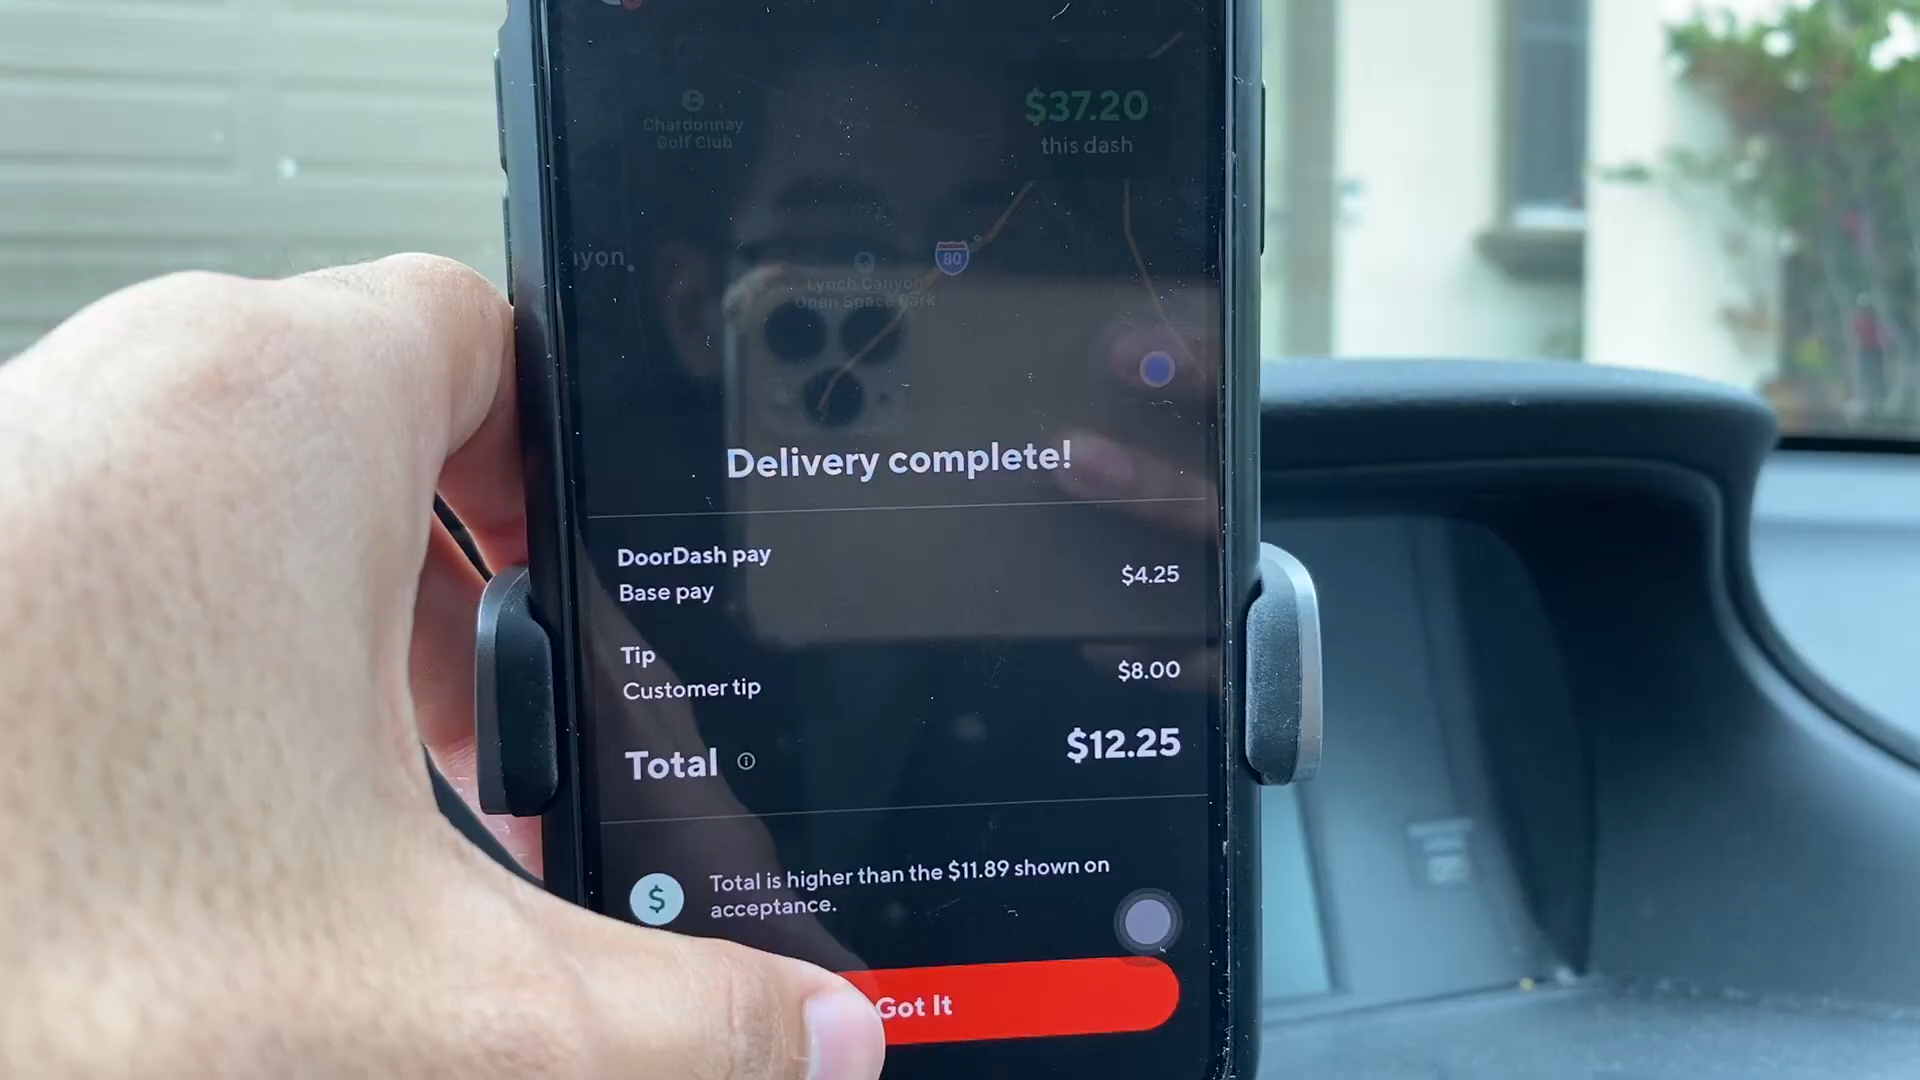 $37.20
this dash
Chardonnay
Golf Club
80
yon
Lynch Canyon
Open Space Park
Delivery complete!
DoorDash pay
Base pay
$4.25
Tip
Customer tip
$8.00
Total
$12.25
$
Total is higher than the $11.89 shown on
acceptance.
Got It